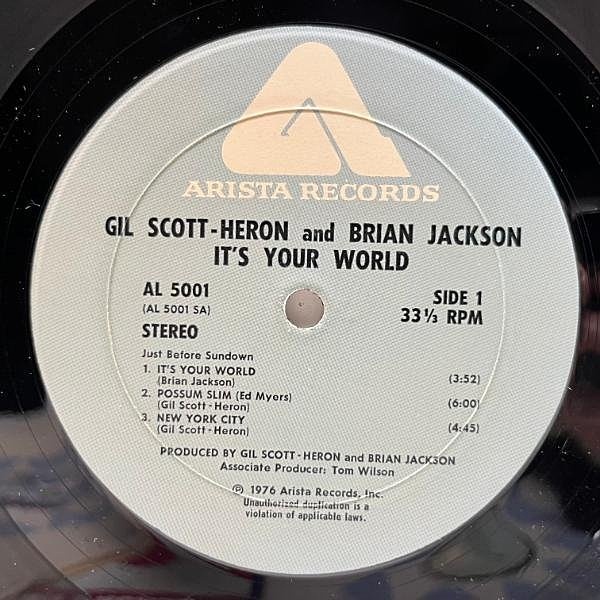 ARISTA RECORDS
GIL SCOTT-HERON and BRIAN JACKSON
IT'S YOUR WORLD
AL 5001
(AL 5001 SA)
STEREO
SIDE 1
33⅓ RPM
Just Before Sundown
1. IT'S YOUR WORLD
(Brian Jackson) (3:52)
2. POSSUM SLIM (Ed Myers)
(Gil Scott-Heron) (6:00)
3. NEW YORK CITY
(Gil Scott-Heron) (4:45)
PRODUCED BY GIL SCOTT-HERON and BRIAN JACKSON
Associate Producer: Tom Wilson
℗ 1976 Arista Records, Inc.
Unauthorized duplication is a
violation of applicable laws.